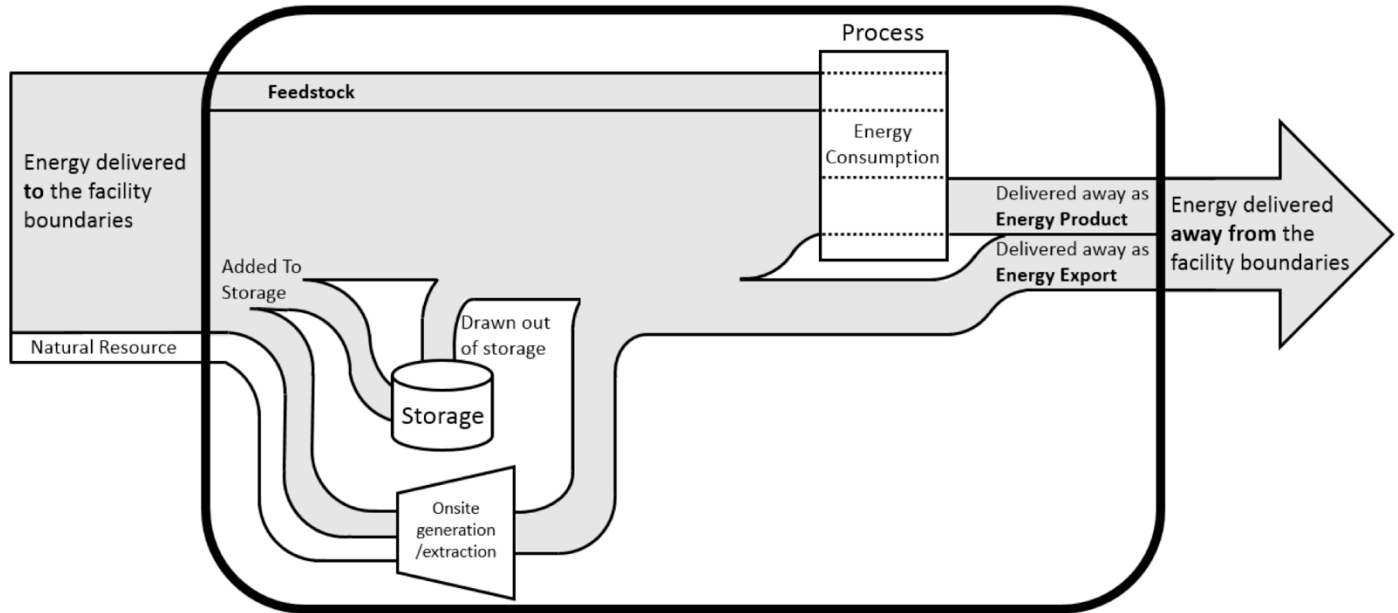 Process
Feedstock
Energy
Consumption
Energy delivered
to the facility
boundaries
Delivered away as
Energy Product
Energy delivered
away from the
facility boundaries
Delivered away as
Energy Export
Added To
Storage
Drawn out
of storage
Natural Resource
Storage
Onsite
generation
/extraction